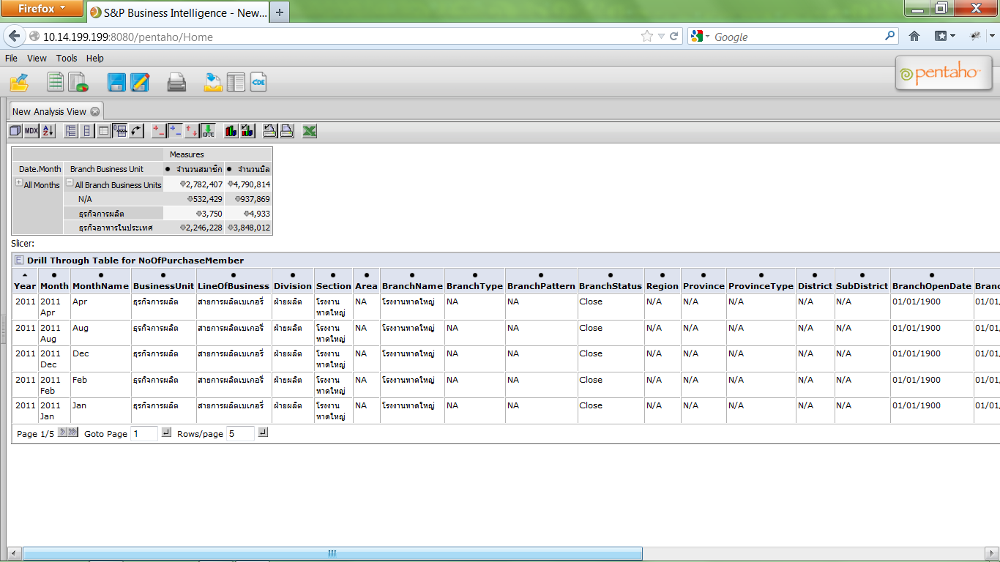 Firefox
S&P Business Intelligence - New...
10.14.199.199:8080/pentaho/Home
Google
File View Tools Help
CDE
pentaho
New Analysis View
MDX
Measures
Date.Month Branch Business Unit จำนวนสมาชิก จำนวนบิล
All Months All Branch Business Units 2,782,407 4,790,814
N/A 532,429 937,869
ธุรกิจการผลิต 3,750 4,933
ธุรกิจอาหารในประเทศ 2,246,228 3,848,012
Slicer:
E Drill Through Table for NoOfPurchaseMember
Year Month MonthName BusinessUnit LineOfBusiness Division Section Area BranchName BranchType BranchPattern BranchStatus Region Province ProvinceType District SubDistrict BranchOpenDate Branc
2011 2011 Apr ธุรกิจการผลิต สายการผลิตเบเกอรี่ ฝ่ายผลิต โรงงาน NA โรงงานหาดใหญ่ NA NA Close N/A N/A N/A N/A N/A 01/01/1900 01/01,
Apr หาดใหญ่
2011 2011 Aug ธุรกิจการผลิต สายการผลิตเบเกอรี่ ฝ่ายผลิต โรงงาน NA โรงงานหาดใหญ่ NA NA Close N/A N/A N/A N/A N/A 01/01/1900 01/01,
Aug หาดใหญ่
2011 2011 Dec ธุรกิจการผลิต สายการผลิตเบเกอรี่ ฝ่ายผลิต โรงงาน NA โรงงานหาดใหญ่ NA NA Close N/A N/A N/A N/A N/A 01/01/1900 01/01,
Dec หาดใหญ่
2011 2011 Feb ธุรกิจการผลิต สายการผลิตเบเกอรี่ ฝ่ายผลิต โรงงาน NA โรงงานหาดใหญ่ NA NA Close N/A N/A N/A N/A N/A 01/01/1900 01/01,
Feb หาดใหญ่
2011 2011 Jan ธุรกิจการผลิต สายการผลิตเบเกอรี่ ฝ่ายผลิต โรงงาน NA โรงงานหาดใหญ่ NA NA Close N/A N/A N/A N/A N/A 01/01/1900 01/01,
Jan หาดใหญ่
Page 1/5 Goto Page 1 Rows/page 5